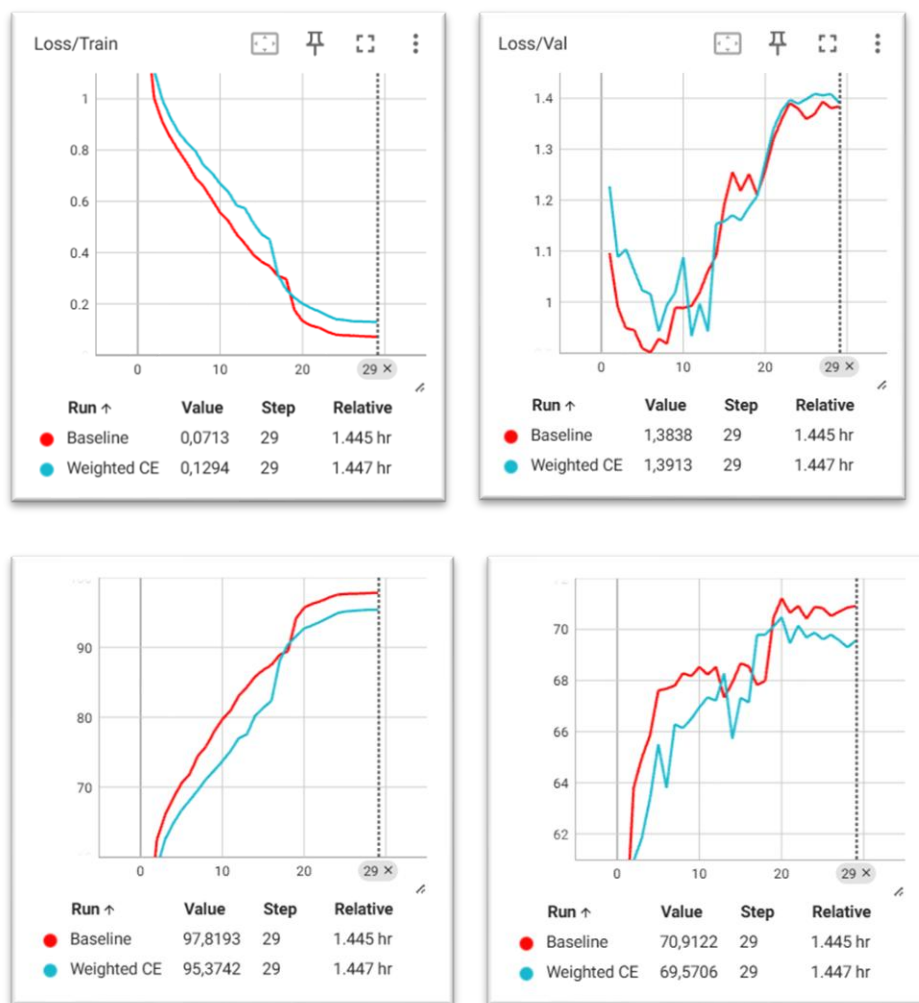 Loss/Train
1
0.8
0.6
0.4
0.2
0 10 20 29 ×
Run ↑ Value Step Relative
Baseline 0,0713 29 1.445 hr
Weighted CE 0,1294 29 1.447 hr
Loss/Val
1.4
1.3
1.2
1.1
1
0 10 20 29 ×
Run ↑ Value Step Relative
Baseline 1,3838 29 1.445 hr
Weighted CE 1,3913 29 1.447 hr
90
80
70
0 10 20 29 ×
Run ↑ Value Step Relative
Baseline 97,8193 29 1.445 hr
Weighted CE 95,3742 29 1.447 hr
70
68
66
64
62
0 10 20 29 ×
Run ↑ Value Step Relative
Baseline 70,9122 29 1.445 hr
Weighted CE 69,5706 29 1.447 hr